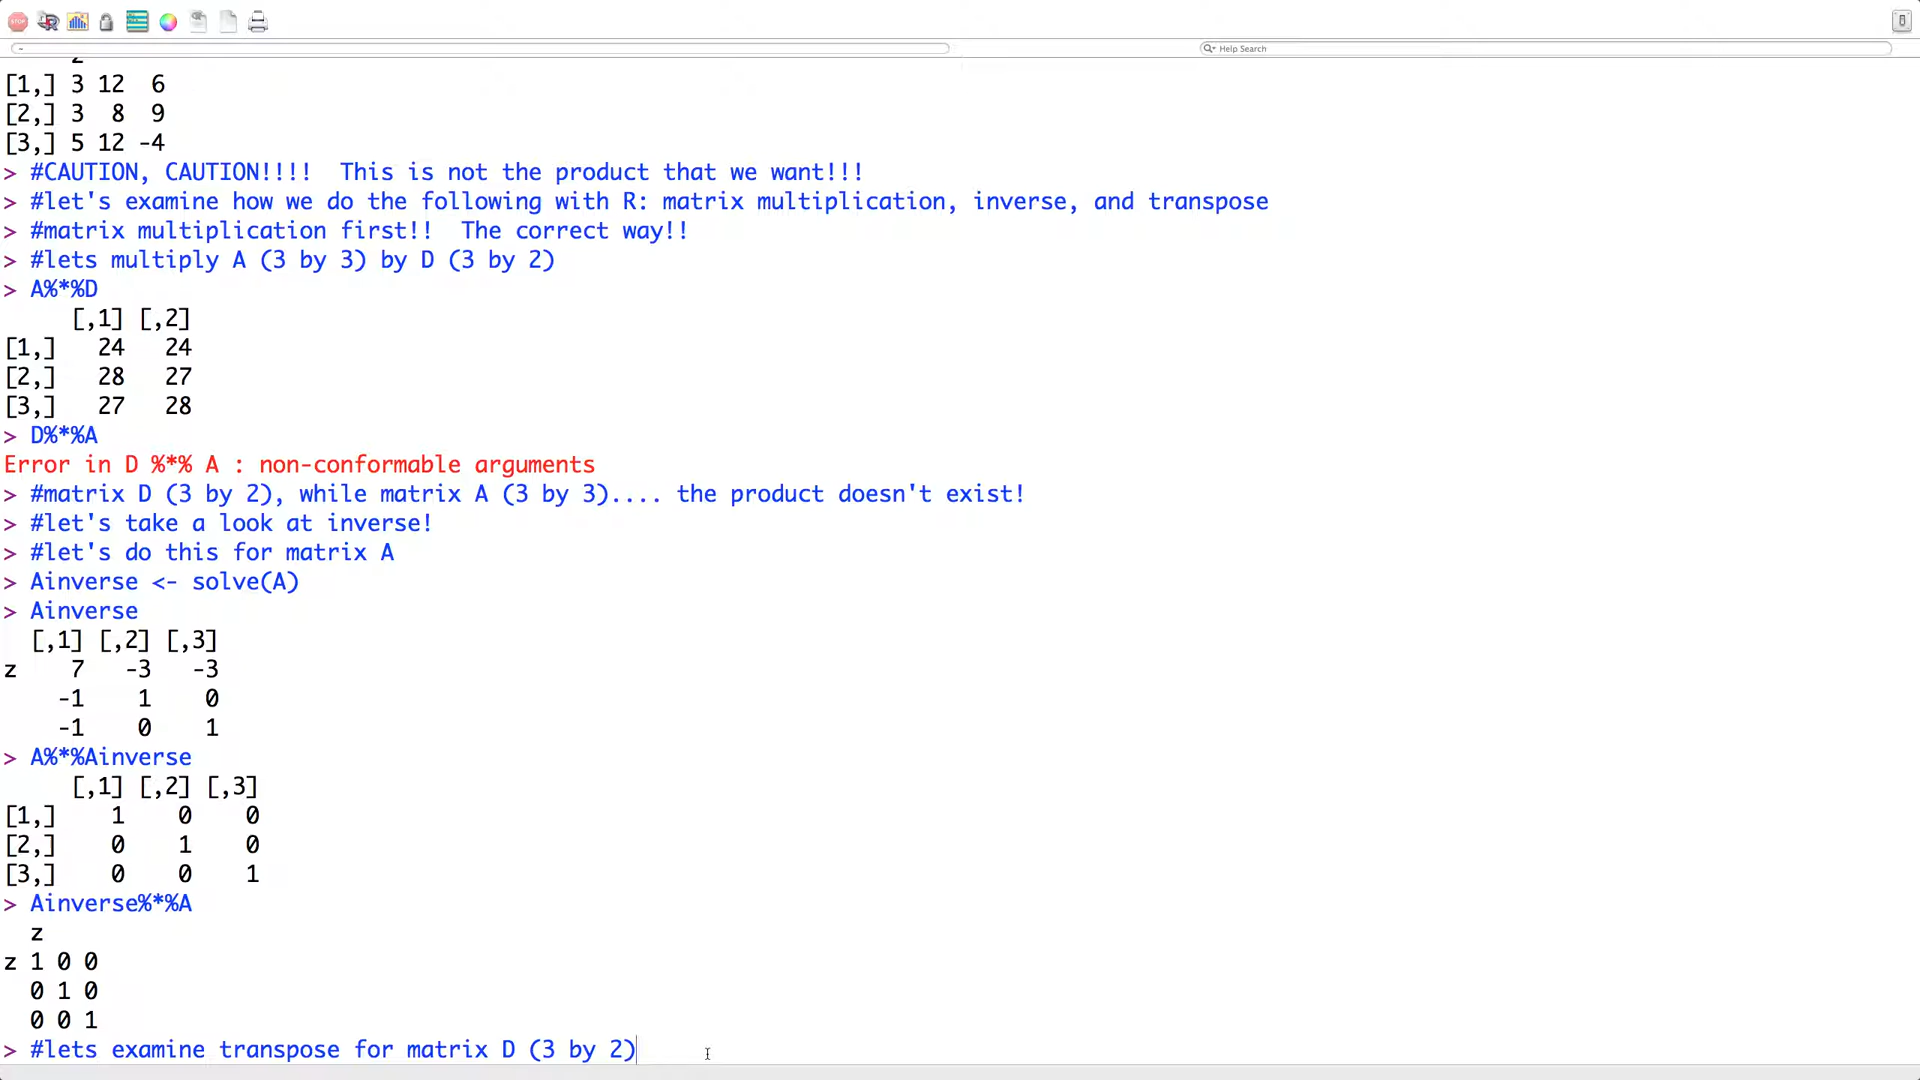 STOP
-
Help Search
z
[1,] 3 12  6
[2,] 3  8  9
[3,] 5 12 -4
> #CAUTION, CAUTION!!!!  This is not the product that we want!!!
> #let's examine how we do the following with R: matrix multiplication, inverse, and transpose
> #matrix multiplication first!!  The correct way!!
> #lets multiply A (3 by 3) by D (3 by 2)
> A%*%D
     [,1] [,2]
[1,]   24   24
[2,]   28   27
[3,]   27   28
> D%*%A
Error in D %*% A : non-conformable arguments
> #matrix D (3 by 2), while matrix A (3 by 3).... the product doesn't exist!
> #let's take a look at inverse!
> #let's do this for matrix A
> Ainverse <- solve(A)
> Ainverse
  [,1] [,2] [,3]
z    7   -3   -3
    -1    1    0
    -1    0    1
> A%*%Ainverse
     [,1] [,2] [,3]
[1,]    1    0    0
[2,]    0    1    0
[3,]    0    0    1
> Ainverse%*%A
  z
z 1 0 0
  0 1 0
  0 0 1
> #lets examine transpose for matrix D (3 by 2)